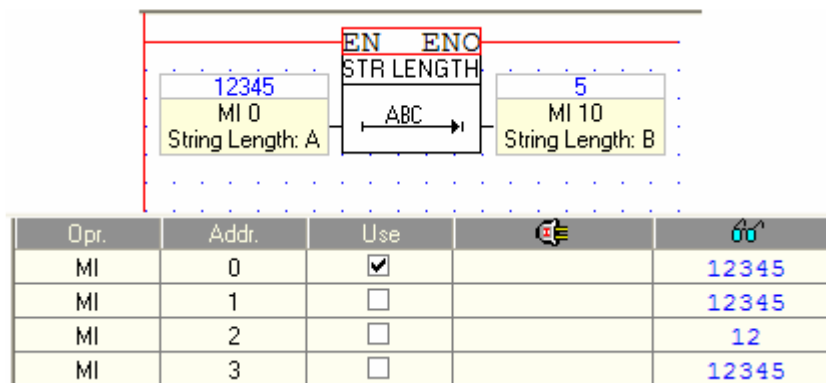 EN ENO
STR LENGTH
12345
MI 0
String Length: A
ABC
5
MI 10
String Length: B
Opr. Addr. Use
MI 0 12345
MI 1 12345
MI 2 12
MI 3 12345